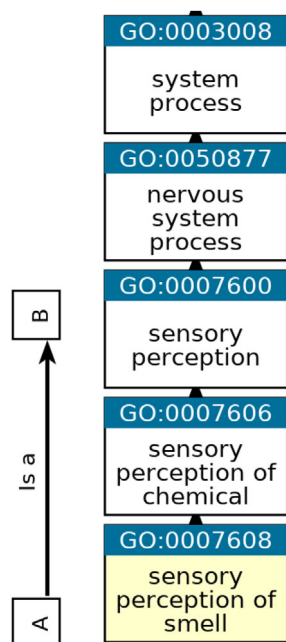 GO:0003008
system
process
GO:0050877
nervous
system
process
GO:0007600
sensory
perception
GO:0007606
sensory
perception of
chemical
GO:0007608
sensory
perception of
smell
B
Is a
A